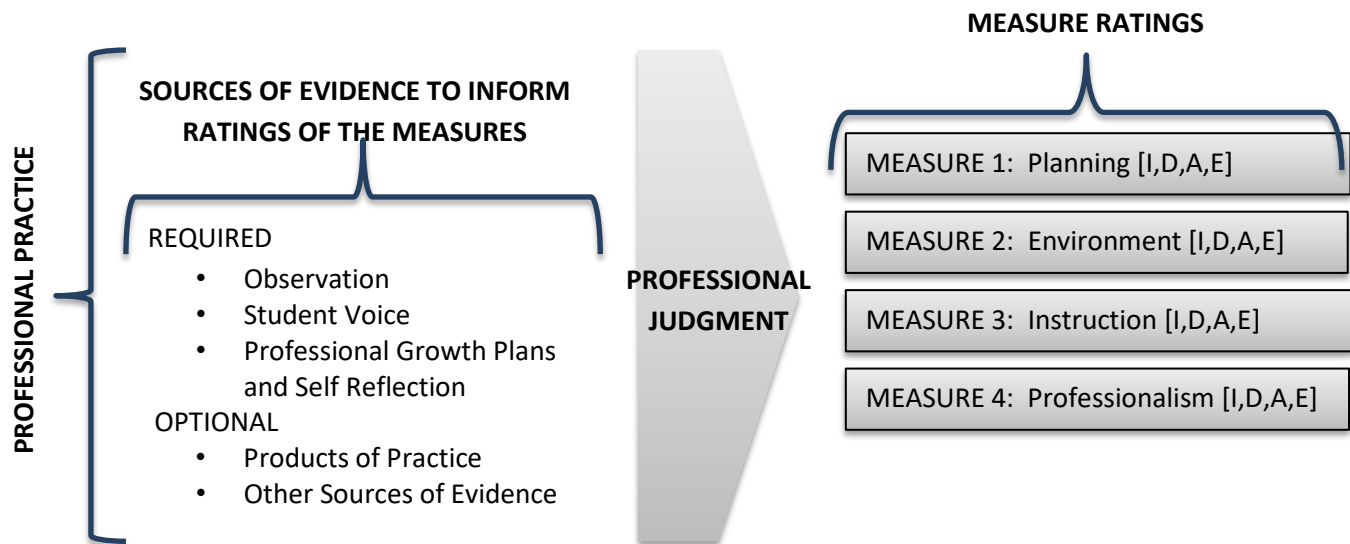 PROFESSIONAL PRACTICE
SOURCES OF EVIDENCE TO INFORM
RATINGS OF THE MEASURES
REQUIRED
• Observation
• Student Voice
• Professional Growth Plans
and Self Reflection
OPTIONAL
• Products of Practice
• Other Sources of Evidence
PROFESSIONAL
JUDGMENT
MEASURE RATINGS
MEASURE 1: Planning [I,D,A,E]
MEASURE 2: Environment [I,D,A,E]
MEASURE 3: Instruction [I,D,A,E]
MEASURE 4: Professionalism [I,D,A,E]